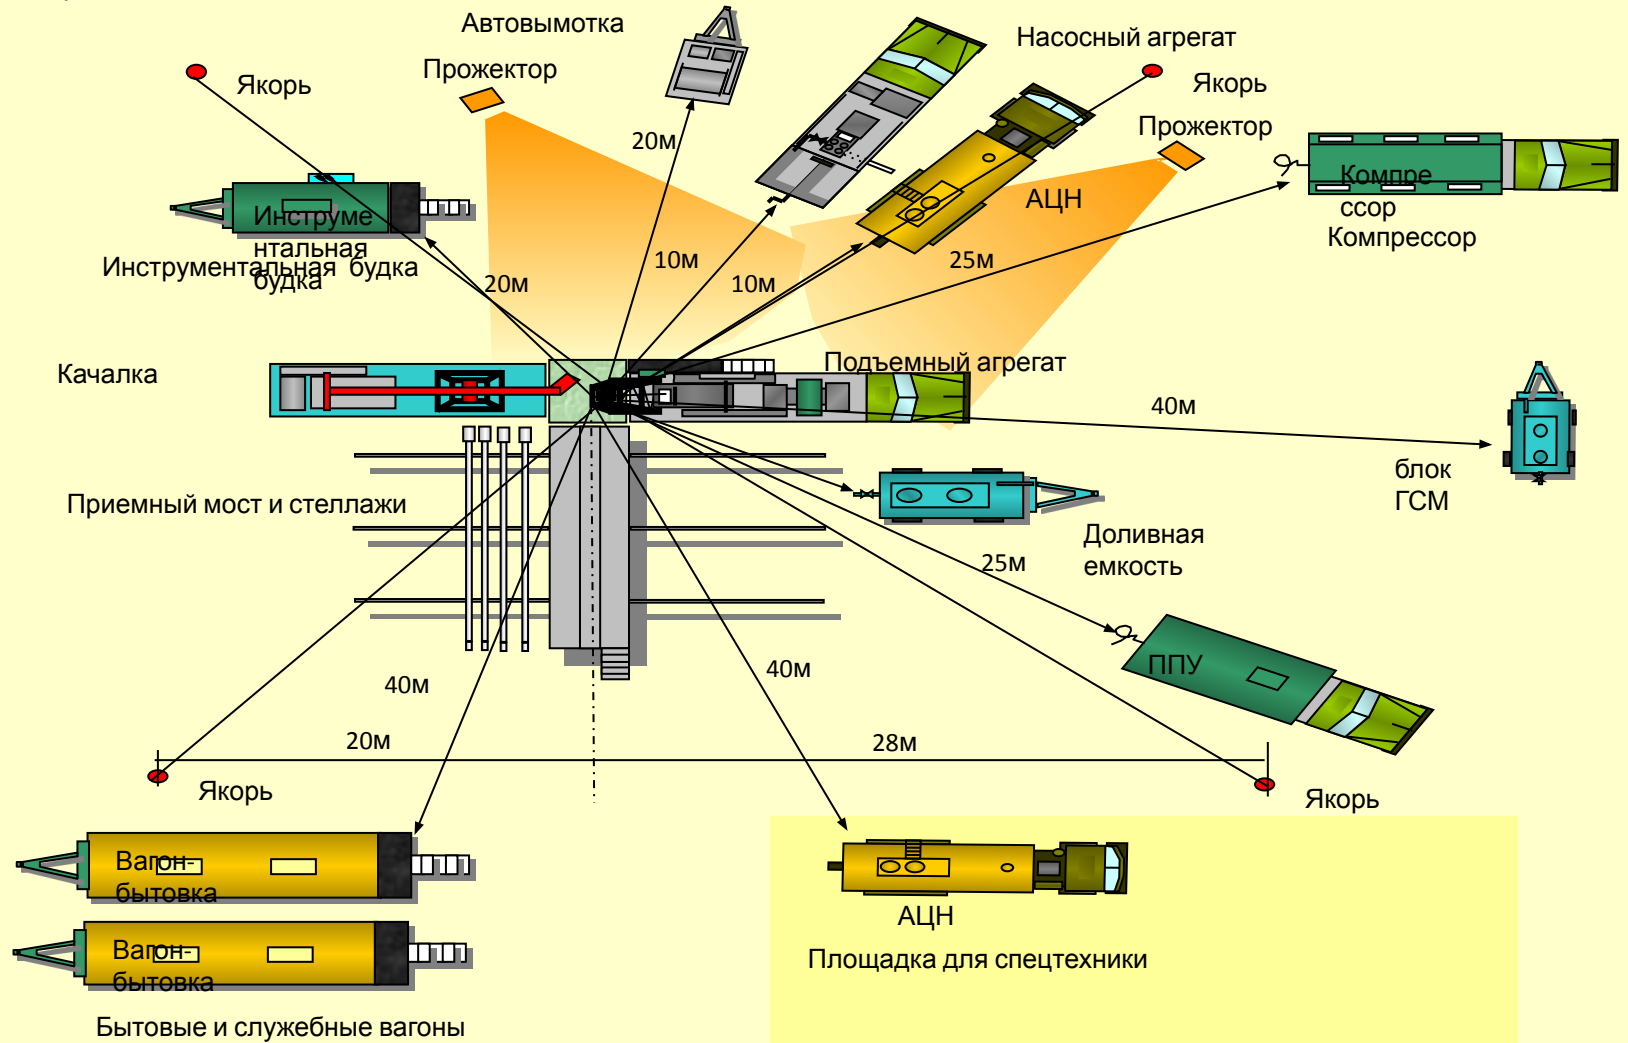 Автовымотка
Насосный агрегат
Прожектор
Якорь
Якорь
Прожектор
20м
Компре
ссор
Компрессор
АЦН
Инструме
нтальная
будка
Инструментальная будка
20м
10м
10м
25м
Качалка
Подъемный агрегат
40м
блок
ГСМ
Приемный мост и стеллажи
Доливная
емкость
25м
ППУ
40м
40м
20м
28м
Якорь
Якорь
Вагон-
бытовка
АЦН
Вагон-
бытовка
Площадка для спецтехники
Бытовые и служебные вагоны